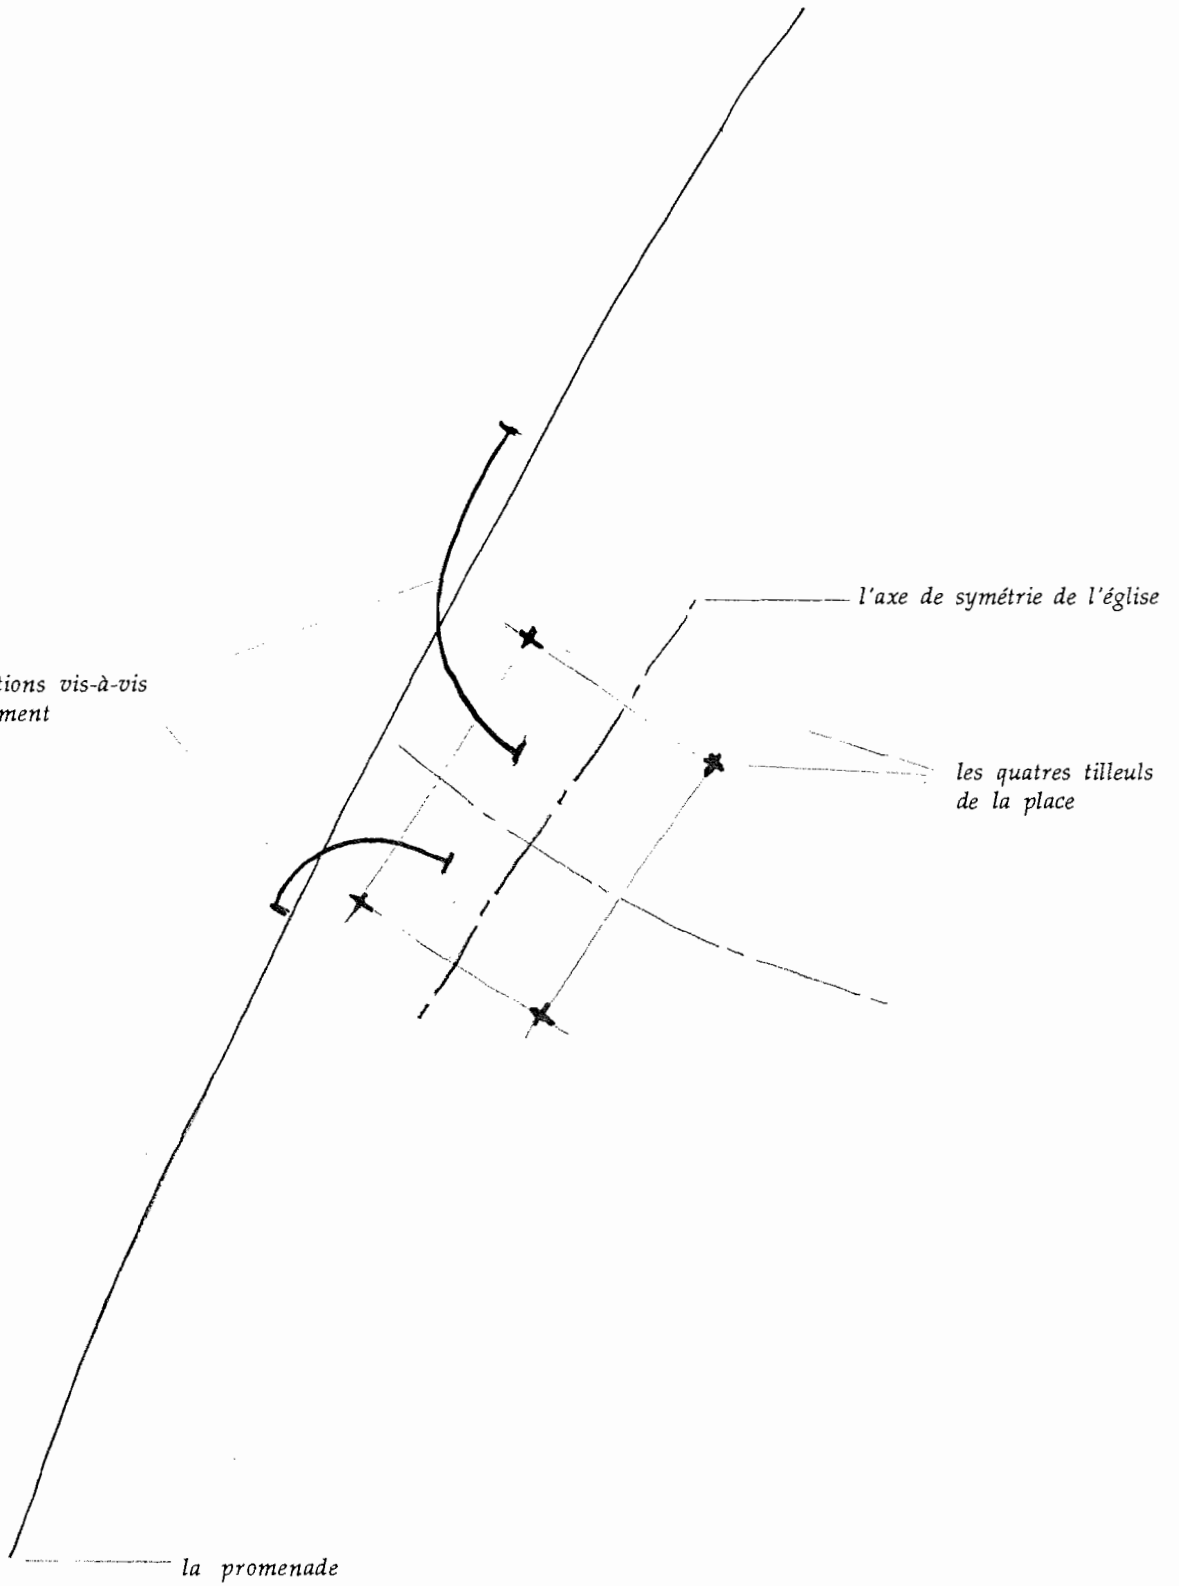 l'axe de symétrie de l'église
tions vis-à-vis
ment
les quatres tilleuls
de la place
la promenade